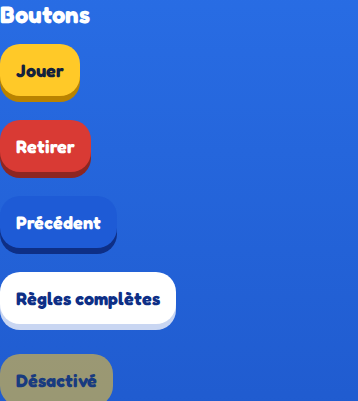 Boutons
Jouer
Retirer
Précédent
Règles complètes
Désactivé